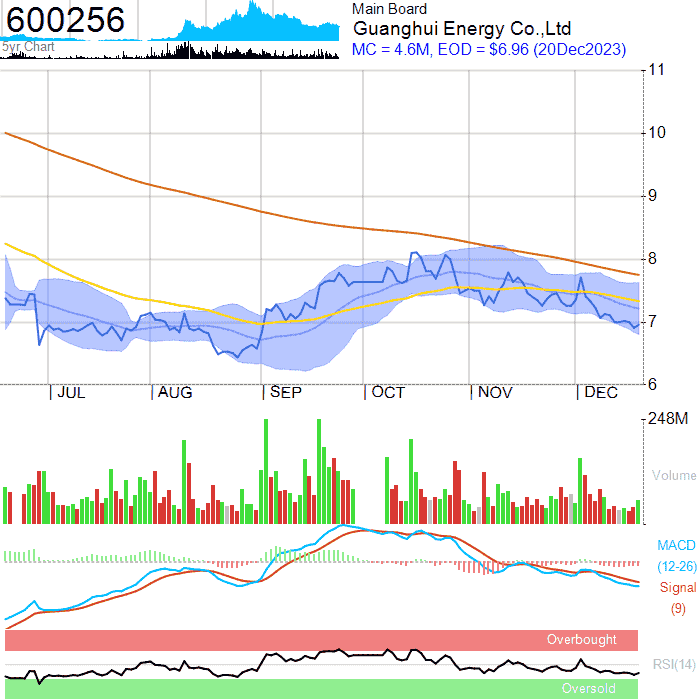 600256
5yr Chart
Main Board
Guanghui Energy Co.,Ltd
MC = 4.6M, EOD = $6.96 (20Dec2023)
11
10
9
8
7
6
JUL AUG SEP OCT NOV DEC
248M
Volume
MACD
(12-26)
Signal
(9)
Overbought
RSI(14)
Oversold